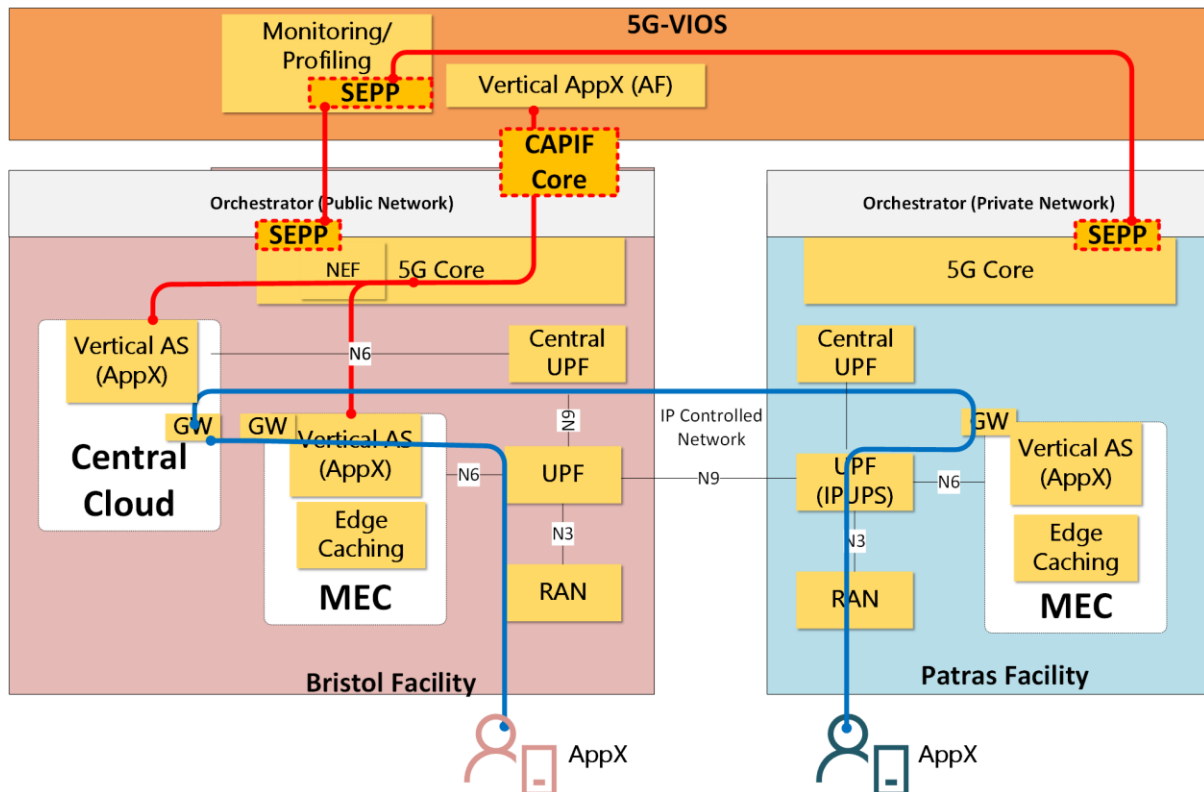 5G-VIOS
Monitoring/
Profiling
SEPP
Vertical AppX (AF)
CAPIF
Core
Orchestrator (Public Network)
Orchestrator (Private Network)
SEPP
SEPP
NEF
5G Core
5G Core
Vertical AS
(AppX)
N6
Central
UPF
Central
UPF
GW
GW
Vertical AS
(AppX)
N9
IP Controlled
Network
GW
Vertical AS
(AppX)
Central
Cloud
N6
UPF
N9
UPF
(IPUPS)
N6
Edge
Caching
N3
N3
Edge
Caching
MEC
RAN
RAN
MEC
Bristol Facility
Patras Facility
AppX
AppX